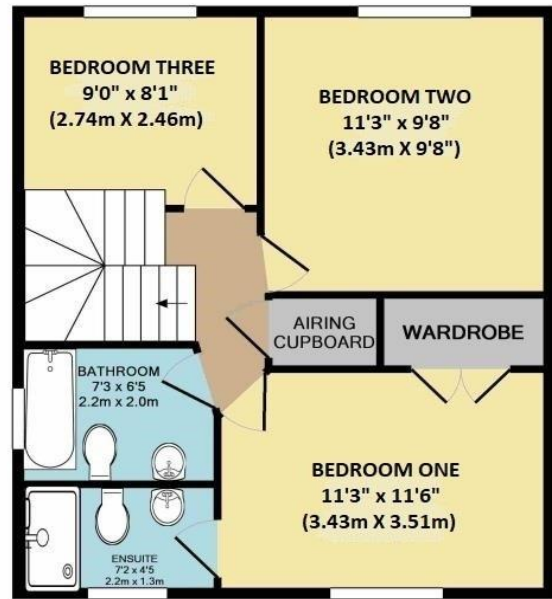 BEDROOM THREE
9'0" x 8'1"
(2.74m X 2.46m)
BEDROOM TWO
11'3" x 9'8"
(3.43m X 9'8")
AIRING
CUPBOARD
WARDROBE
BATHROOM
7'3 x 6'5
2.2m x 2.0m
BEDROOM ONE
11'3" x 11'6"
(3.43m X 3.51m)
ENSUITE
7'2 x 4'5
2.2m x 1.3m